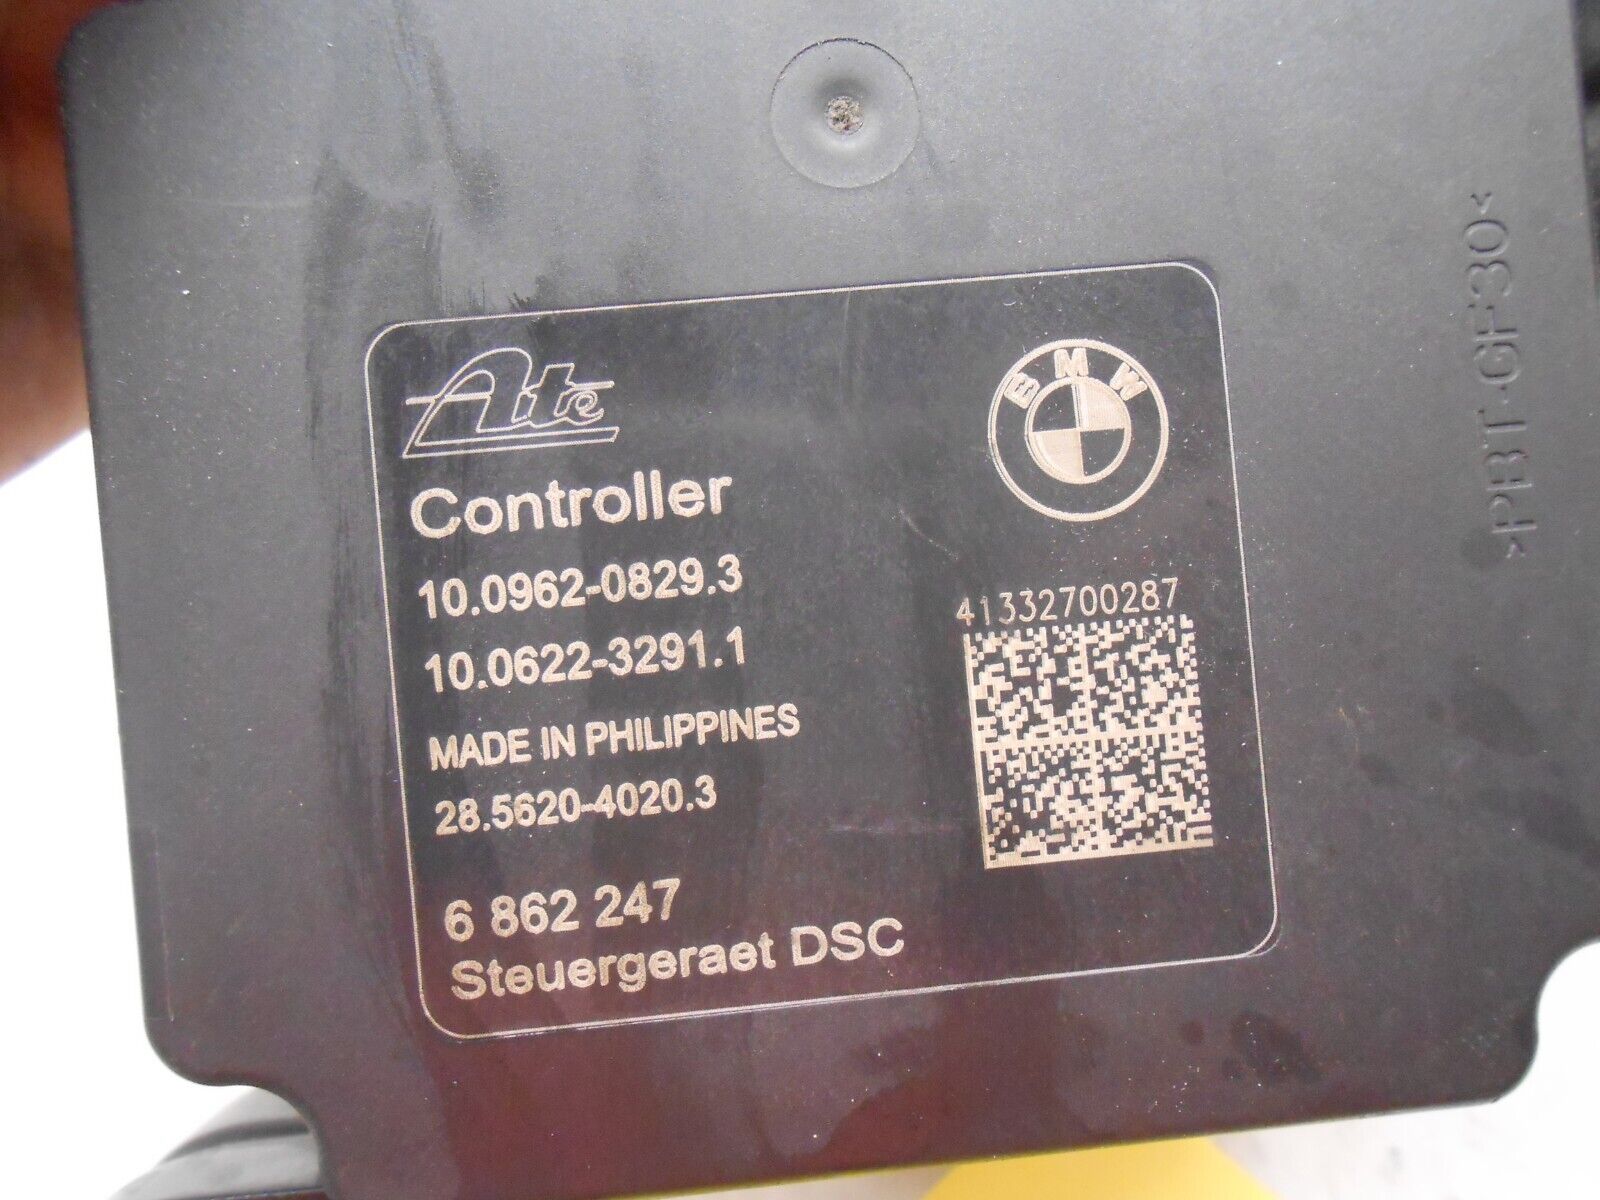 Ate
BMW
Controller
10.0962-0829.3
10.0622-3291.1
MADE IN PHILIPPINES
28.5620-4020.3
41332700287
6 862 247
Steuergeraet DSC
>PBT-GF30<